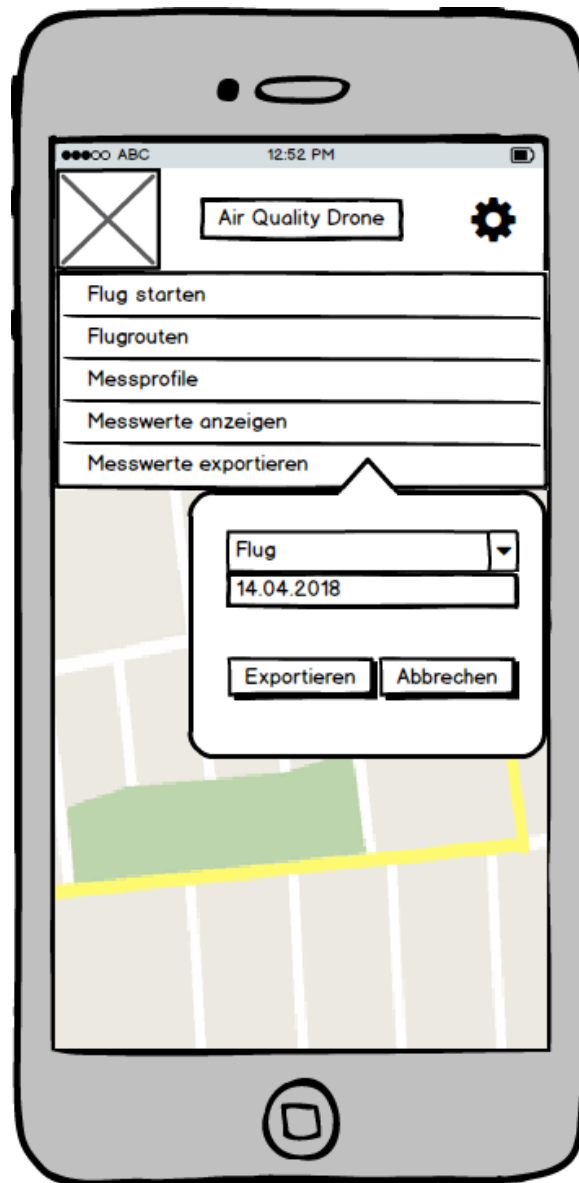 ABC 12:52 PM
Air Quality Drone
Flug starten
Flugrouten
Messprofile
Messwerte anzeigen
Messwerte exportieren
Flug
14.04.2018
Exportieren Abbrechen